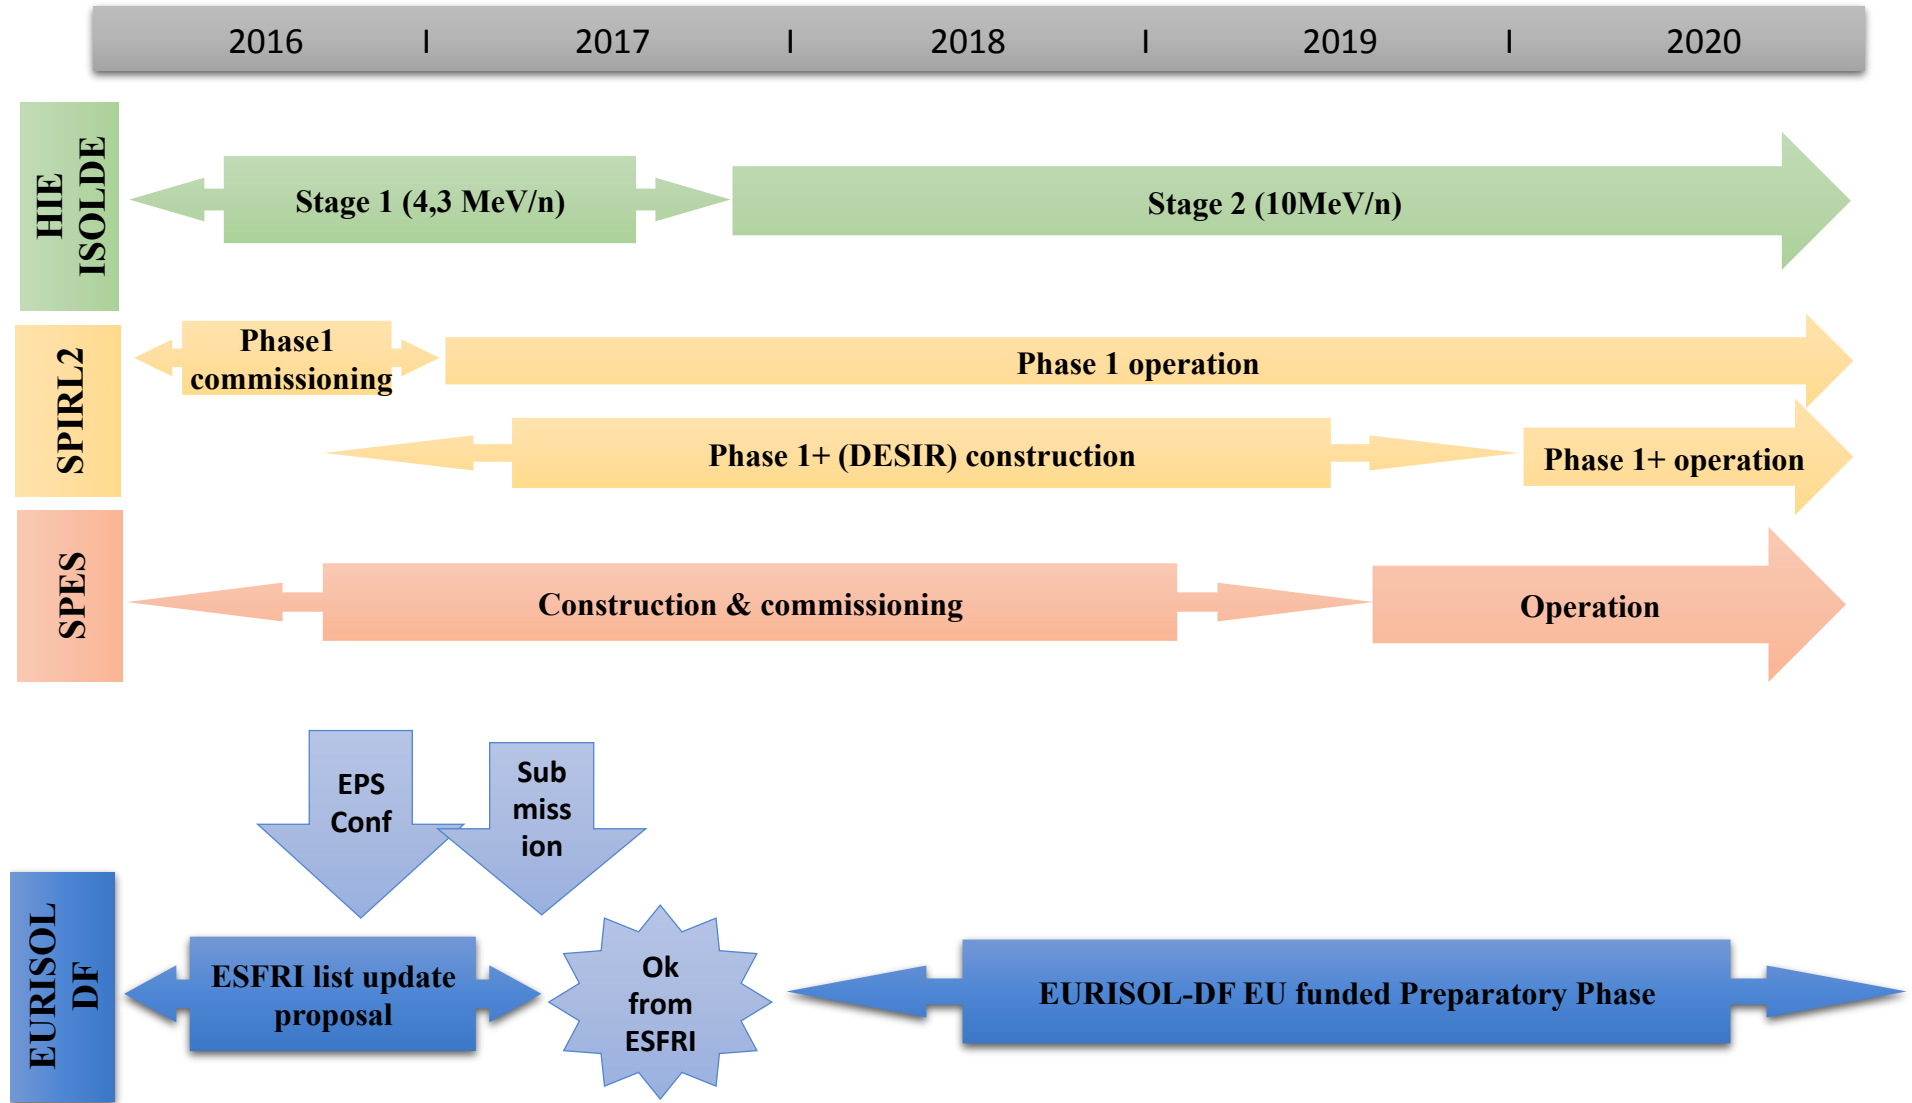 2016 I 2017 I 2018 I 2019 I 2020
HIE
ISOLDE
Stage 1 (4,3 MeV/n)
Stage 2 (10MeV/n)
SPIRL2
Phase1
commissioning
Phase 1 operation
Phase 1+ (DESIR) construction
Phase 1+ operation
SPES
Construction & commissioning
Operation
EPS
Conf
Sub
miss
ion
EURISOL
DF
ESFRI list update
proposal
Ok
from
ESFRI
EURISOL-DF EU funded Preparatory Phase